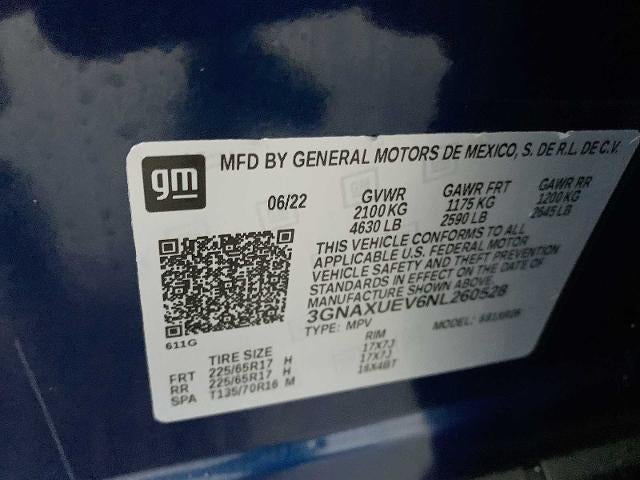 gm
MFD BY GENERAL MOTORS DE MEXICO, S. DE R.L. DE C.V.
06/22 GVWR GAWR FRT GAWR RR
2100 KG 1175 KG 1200 KG
4630 LB 2590 LB 2645 LB
THIS VEHICLE CONFORMS TO ALL
APPLICABLE U.S. FEDERAL MOTOR
VEHICLE SAFETY AND THEFT PREVENTION
STANDARDS IN EFFECT ON THE DATE OF
MANUFACTURE SHOWN ABOVE.
3GNAXUEV6NL260528
TYPE: MPV MODEL:
611G
TIRE SIZE RIM
FRT 225/65R17 H 17X7J
RR 225/65R17 H 17X7J
SPA T135/70R16 M 16X4BT